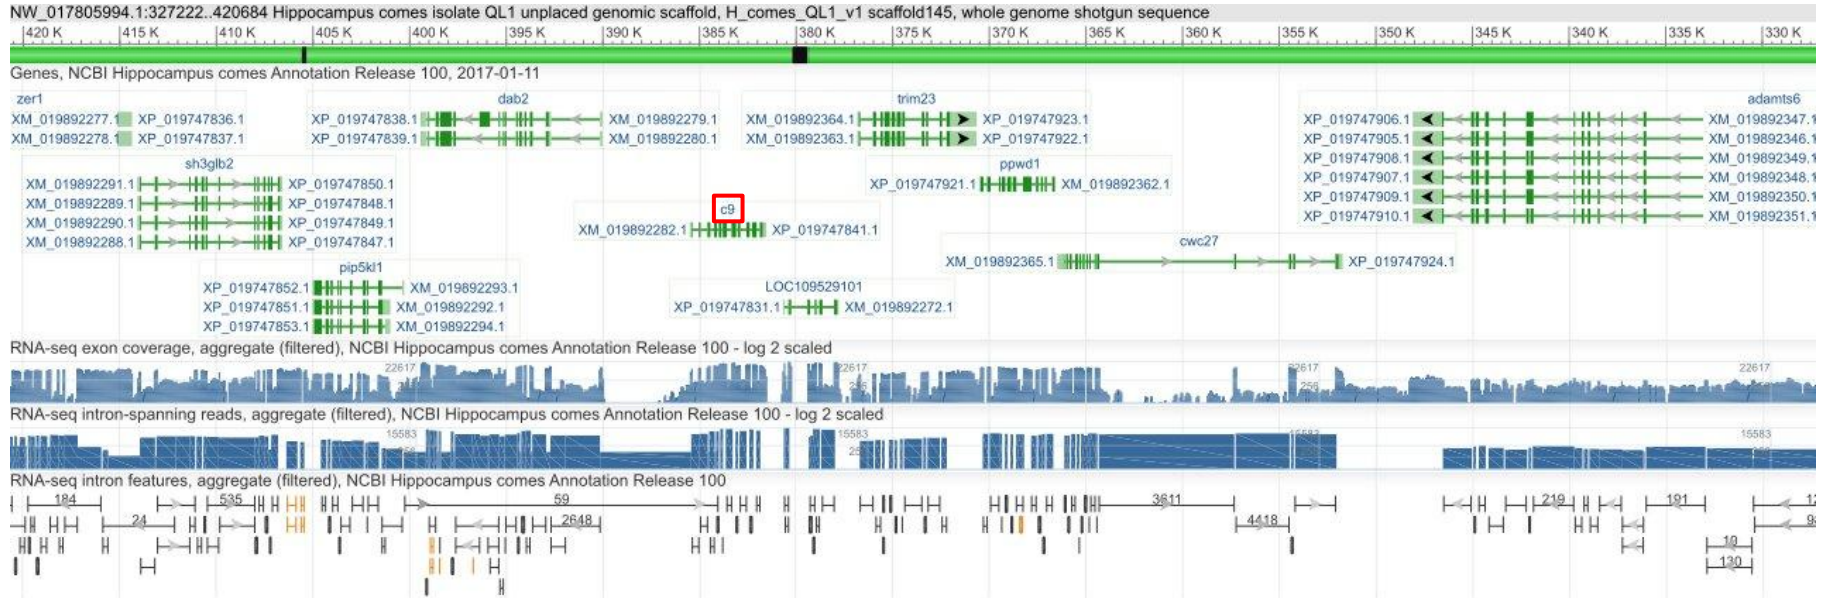 NW_017805994.1:327222..420684 Hippocampus comes isolate QL1 unplaced genomic scaffold, H_comes_QL1_v1 scaffold145, whole genome shotgun sequence
420 K 415 K 410 K 405 K 400 K 395 K 390 K 385 K 380 K 375 K 370 K 365 K 360 K 355 K 350 K 345 K 340 K 335 K 330 K
Genes, NCBI Hippocampus comes Annotation Release 100, 2017-01-11
zer1 dab2 trim23 adamts6
XM_019892277.1 XP_019747836.1 XP_019747838.1 XM_019892279.1 XM_019892364.1 XP_019747923.1 XP_019747906.1 XM_019892347.1
XM_019892278.1 XP_019747837.1 XP_019747839.1 XM_019892280.1 XM_019892363.1 XP_019747922.1 XP_019747905.1 XM_019892346.1
sh3glb2 ppwd1 XP_019747908.1 XM_019892349.1
XM_019892291.1 XP_019747850.1 XP_019747921.1 XM_019892362.1 XP_019747907.1 XM_019892348.1
XM_019892289.1 XP_019747848.1 c9 XP_019747909.1 XM_019892350.1
XM_019892290.1 XP_019747849.1 XM_019892282.1 XP_019747841.1 XP_019747910.1 XM_019892351.1
XM_019892288.1 XP_019747847.1 cwc27
XM_019892365.1 XP_019747924.1
pip5kl1 LOC109529101
XP_019747852.1 XM_019892293.1
XP_019747851.1 XM_019892292.1 XP_019747831.1 XM_019892272.1
XP_019747853.1 XM_019892294.1
RNA-seq exon coverage, aggregate (filtered), NCBI Hippocampus comes Annotation Release 100 - log 2 scaled
22617 22617 22617 22617
256 256 256
RNA-seq intron-spanning reads, aggregate (filtered), NCBI Hippocampus comes Annotation Release 100 - log 2 scaled
15583 15583 15583 15583
RNA-seq intron features, aggregate (filtered), NCBI Hippocampus comes Annotation Release 100
184 535 59 3611 219 191
24 2648 4418
19
130